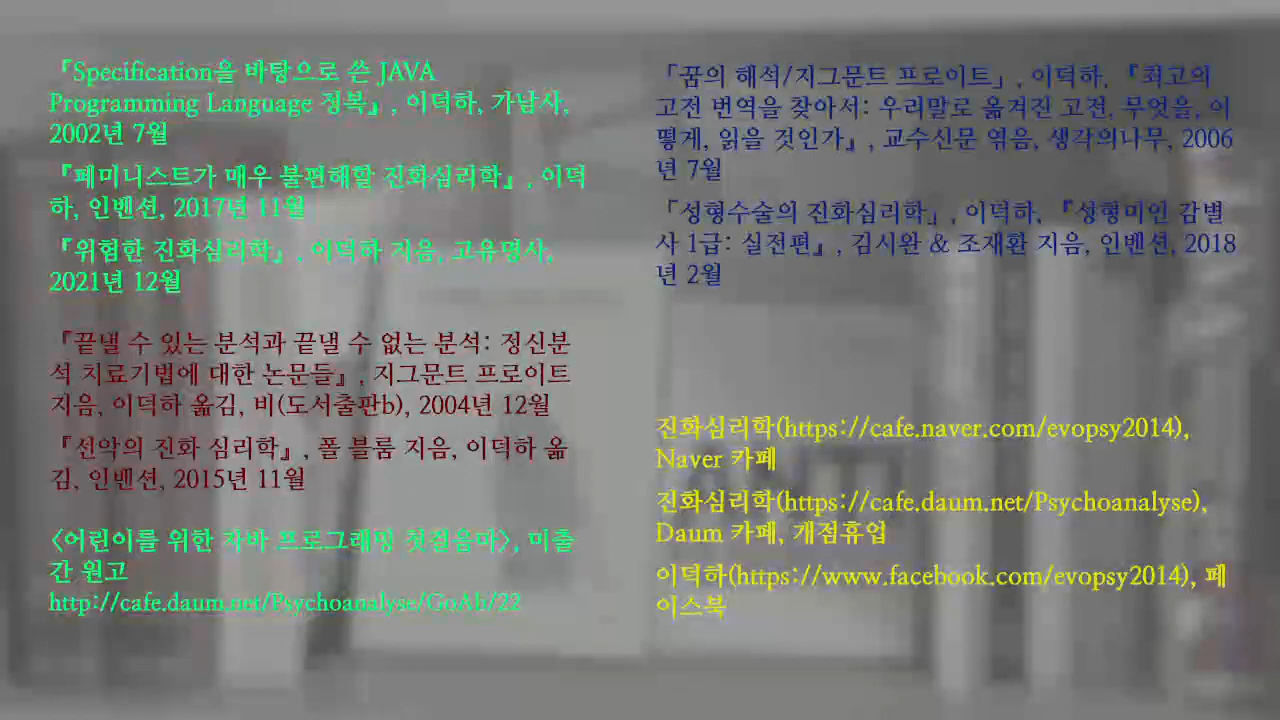 『Specification을 바탕으로 쓴 JAVA
Programming Language 정복』, 이덕하, 가남사,
2002년 7월
『페미니스트가 매우 불편해할 진화심리학』, 이덕
하, 인벤션, 2017년 11월
『위험한 진화심리학』, 이덕하 지음, 고유명사,
2021년 12월
『끝낼 수 있는 분석과 끝낼 수 없는 분석: 정신분
석 치료기법에 대한 논문들』, 지그문트 프로이트
지음, 이덕하 옮김, 비(도서출판b), 2004년 12월
『선악의 진화 심리학』, 폴 블룸 지음, 이덕하 옮
김, 인벤션, 2015년 11월
〈어린이를 위한 자바 프로그래밍 첫걸음마〉, 미출
간 원고
http://cafe.daum.net/Psychoanalyse/GoAh/22
「꿈의 해석/지그문트 프로이트」, 이덕하, 『최고의
고전 번역을 찾아서: 우리말로 옮겨진 고전, 무엇을, 어
떻게, 읽을 것인가』, 교수신문 엮음, 생각의나무, 2006
년 7월
「성형수술의 진화심리학」, 이덕하, 『성형미인 감별
사 1급: 실전편』, 김시완 & 조재환 지음, 인벤션, 2018
년 2월
진화심리학(https://cafe.naver.com/evopsy2014),
Naver 카페
진화심리학(https://cafe.daum.net/Psychoanalyse),
Daum 카페, 개점휴업
이덕하(https://www.facebook.com/evopsy2014), 페
이스북